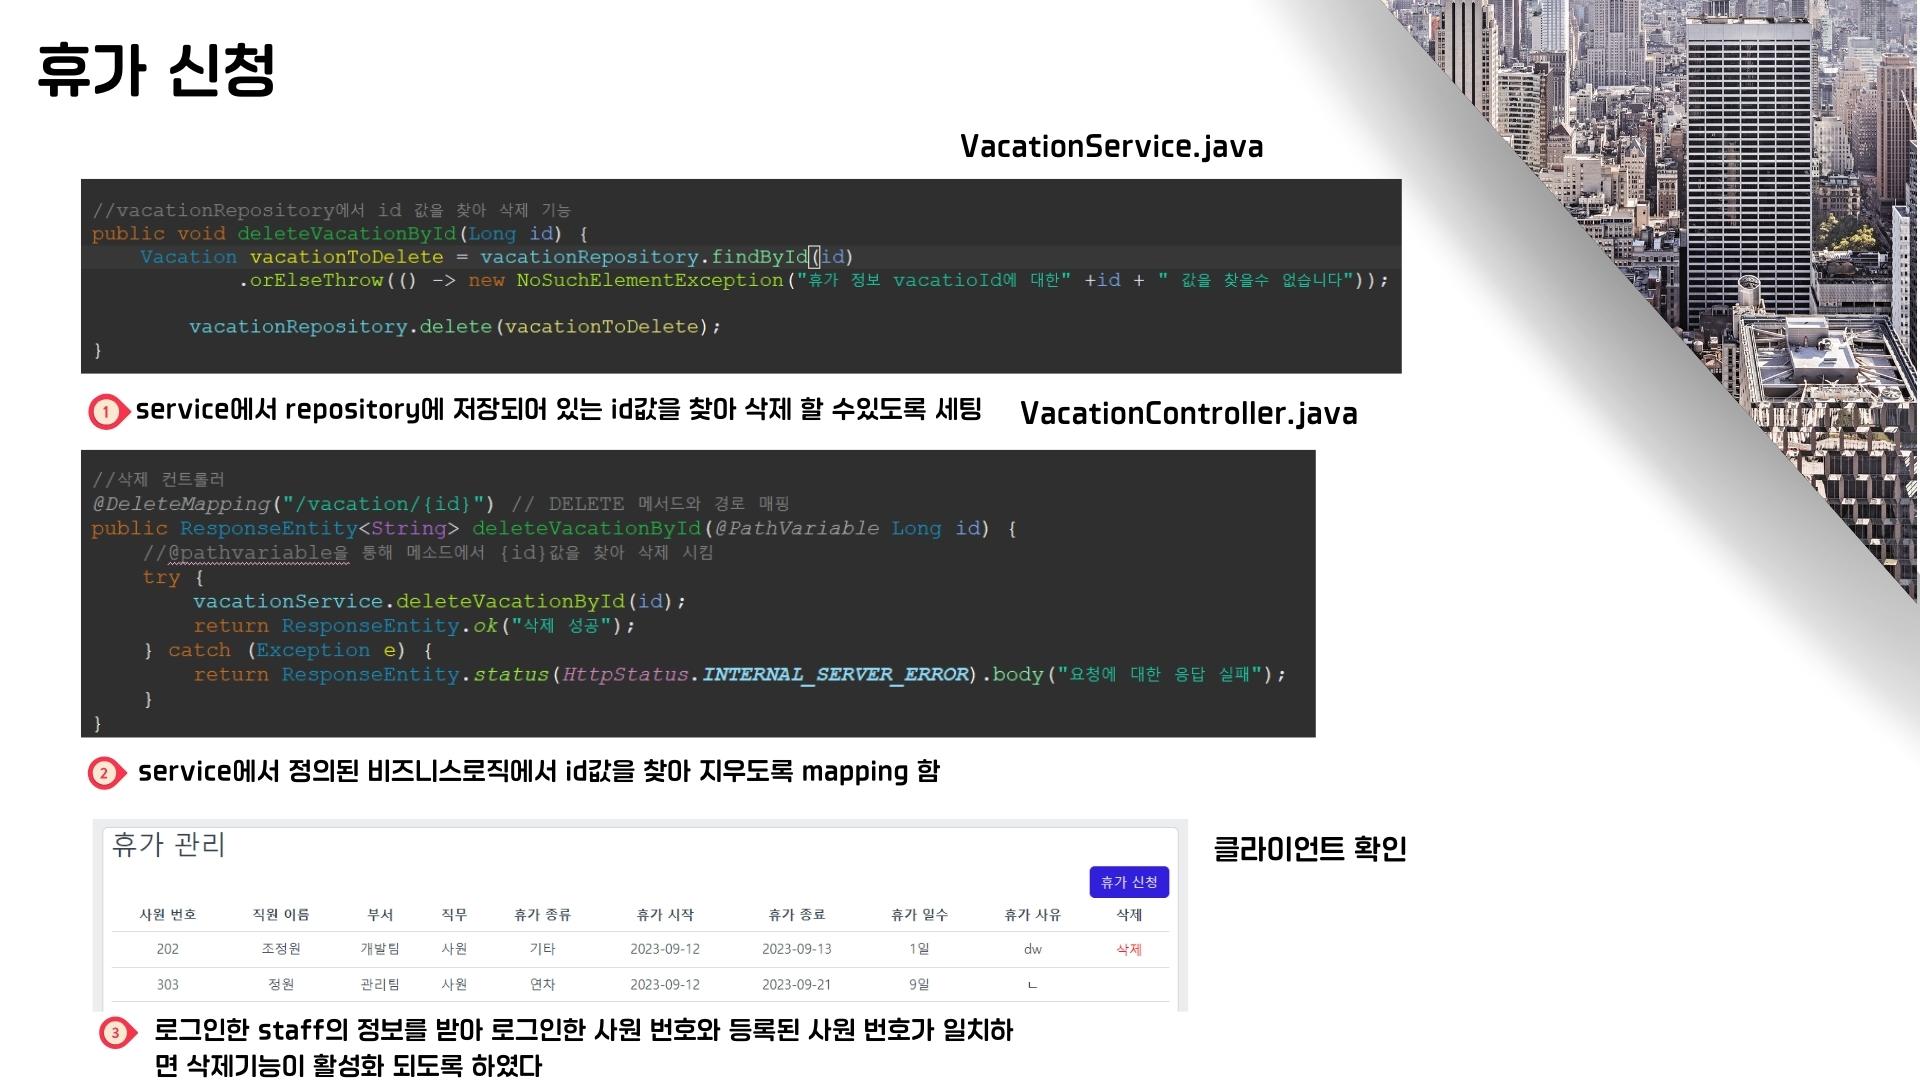 휴가 신청
VacationService.java
//vacationRepository에서 id 값을 찾아 삭제 기능
public void deleteVacationById(Long id) {
Vacation vacationToDelete = vacationRepository.findById(id)
.orElseThrow(() -> new NoSuchElementException("휴가 정보 vacatioId에 대한" +id + " 값을 찾을수 없습니다"));
vacationRepository.delete(vacationToDelete);
}
1 service에서 repository에 저장되어 있는 id값을 찾아 삭제 할 수있도록 세팅
VacationController.java
//삭제 컨트롤러
@DeleteMapping("/vacation/{id}") // DELETE 메서드와 경로 매핑
public ResponseEntity<String> deleteVacationById(@PathVariable Long id) {
//@pathvariable을 통해 메소드에서 {id}값을 찾아 삭제 시킴
try {
vacationService.deleteVacationById(id);
return ResponseEntity.ok("삭제 성공");
} catch (Exception e) {
return ResponseEntity.status(HttpStatus.INTERNAL_SERVER_ERROR).body("요청에 대한 응답 실패");
}
}
2 service에서 정의된 비즈니스로직에서 id값을 찾아 지우도록 mapping 함
휴가 관리
클라이언트 확인
휴가 신청
사원 번호 직원 이름 부서 직무 휴가 종류 휴가 시작 휴가 종료 휴가 일수 휴가 사유 삭제
202 조정원 개발팀 사원 기타 2023-09-12 2023-09-13 1일 dw 삭제
303 정원 관리팀 사원 연차 2023-09-12 2023-09-21 9일 ㄴ
3 로그인한 staff의 정보를 받아 로그인한 사원 번호와 등록된 사원 번호가 일치하
면 삭제기능이 활성화 되도록 하였다